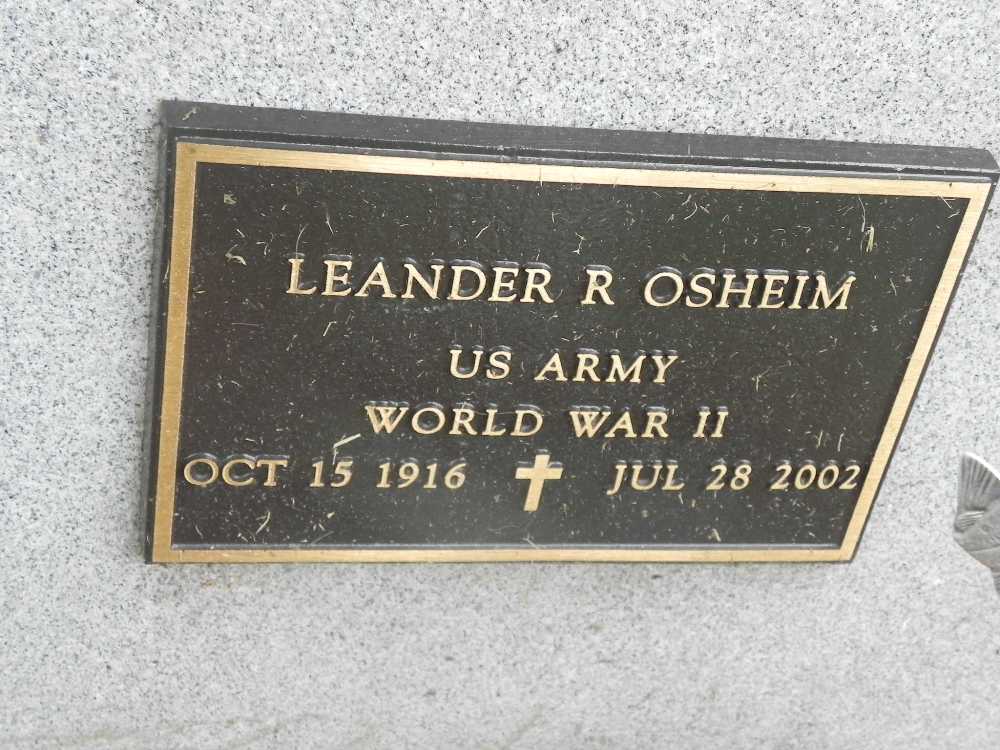 LEANDER R OSHEIM
US ARMY
WORLD WAR II
OCT 15 1916 JUL 28 2002